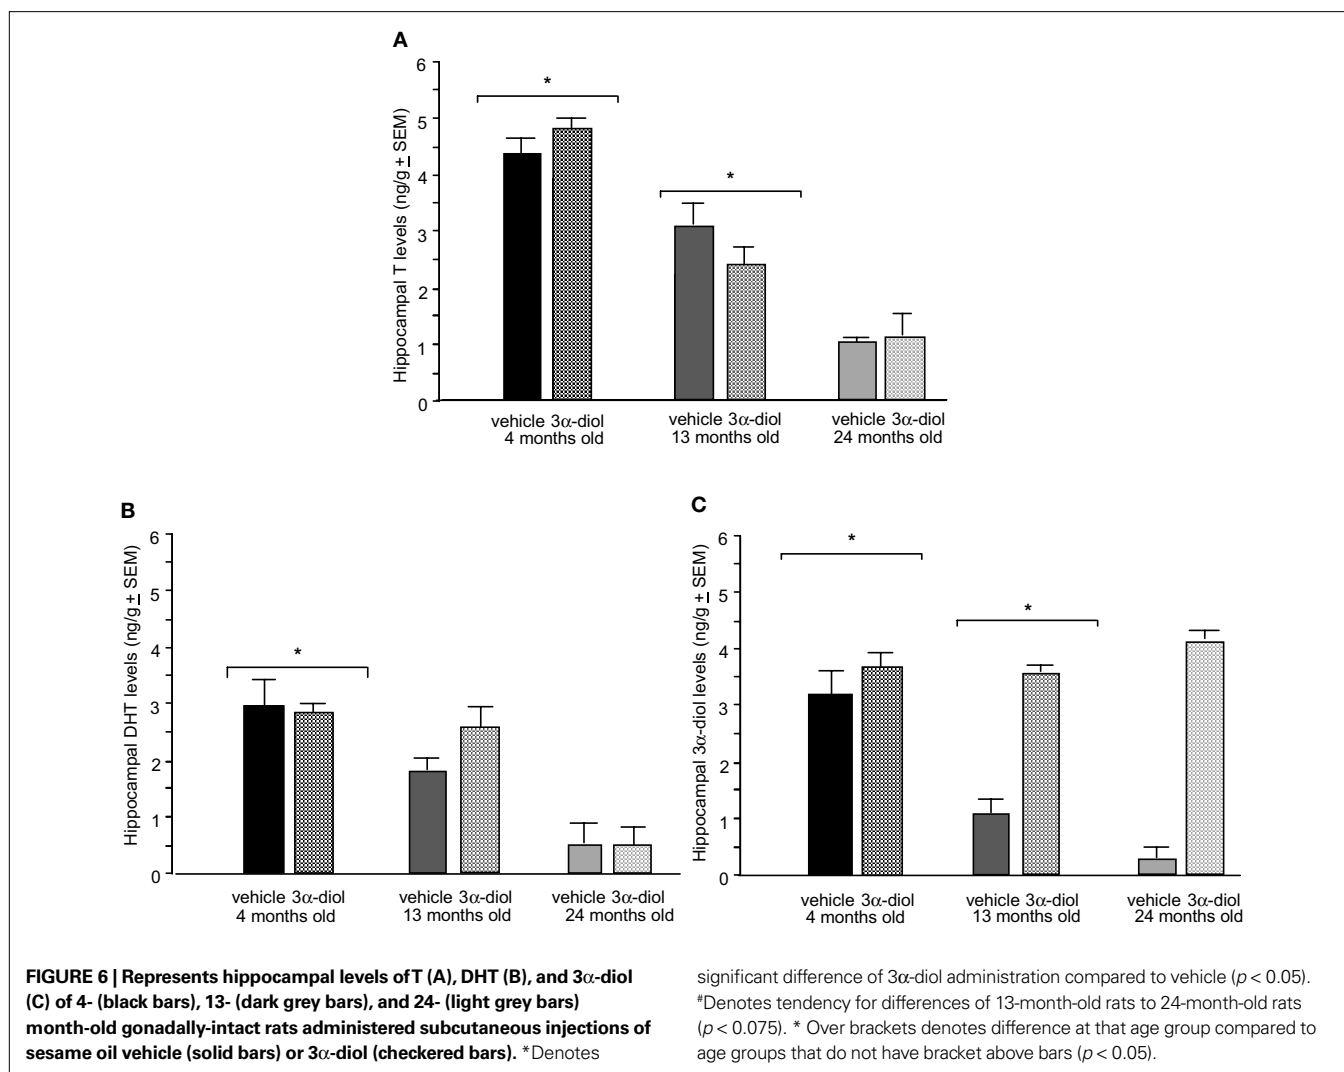 A
Hippocampal T levels (ng/g ± SEM)
6
5
4
3
2
1
0
*
*
vehicle 3α-diol
4 months old
vehicle 3α-diol
13 months old
vehicle 3α-diol
24 months old
B
Hippocampal DHT levels (ng/g ± SEM)
6
5
4
3
2
1
0
*
vehicle 3α-diol
4 months old
vehicle 3α-diol
13 months old
vehicle 3α-diol
24 months old
C
Hippocampal 3α-diol levels (ng/g ± SEM)
6
5
4
3
2
1
0
*
*
vehicle 3α-diol
4 months old
vehicle 3α-diol
13 months old
vehicle 3α-diol
24 months old
FIGURE 6 | Represents hippocampal levels of T (A), DHT (B), and 3α-diol
(C) of 4- (black bars), 13- (dark grey bars), and 24- (light grey bars)
month-old gonadally-intact rats administered subcutaneous injections of
sesame oil vehicle (solid bars) or 3α-diol (checkered bars). *Denotes
significant difference of 3α-diol administration compared to vehicle (p < 0.05).
#Denotes tendency for differences of 13-month-old rats to 24-month-old rats
(p < 0.075). * Over brackets denotes difference at that age group compared to
age groups that do not have bracket above bars (p < 0.05).